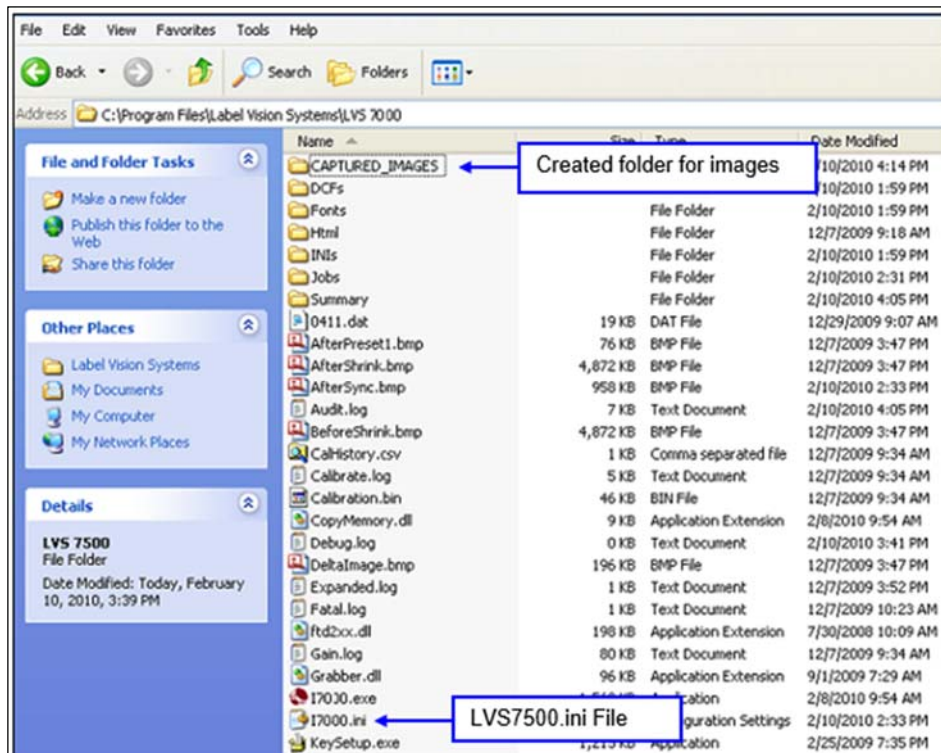 File Edit View Favorites Tools Help
Back Search Folders
Address C:\Program Files\Label Vision Systems\LVS 7000
Name Size Type Date Modified
File and Folder Tasks
Make a new folder
Publish this folder to the
Web
Share this folder
Other Places
Label Vision Systems
My Documents
My Computer
My Network Places
Details
LVS 7500
File Folder
Date Modified: Today, February
10, 2010, 3:39 PM
CAPTURED_IMAGES Created folder for images /10/2010 4:14 PM
DCFs /10/2010 1:59 PM
Fonts File Folder 2/10/2010 1:59 PM
Html File Folder 12/7/2009 9:18 AM
INIs File Folder 2/10/2010 1:59 PM
Jobs File Folder 2/10/2010 2:31 PM
Summary File Folder 2/10/2010 4:05 PM
0411.dat 19 KB DAT File 12/29/2009 9:07 AM
AfterPreset1.bmp 76 KB BMP File 12/7/2009 3:47 PM
AfterShrink.bmp 4,872 KB BMP File 12/7/2009 3:47 PM
AfterSync.bmp 958 KB BMP File 2/10/2010 2:33 PM
Audit.log 7 KB Text Document 2/10/2010 4:05 PM
BeforeShrink.bmp 4,872 KB BMP File 12/7/2009 3:47 PM
CalHistory.csv 1 KB Comma separated file 12/7/2009 9:34 AM
Calibrate.log 5 KB Text Document 12/7/2009 9:34 AM
Calibration.bin 46 KB BIN File 12/7/2009 9:34 AM
CopyMemory.dll 9 KB Application Extension 2/8/2010 9:54 AM
Debug.log 0 KB Text Document 2/10/2010 3:41 PM
DeltaImage.bmp 196 KB BMP File 12/7/2009 3:47 PM
Expanded.log 1 KB Text Document 12/7/2009 3:52 PM
Fatal.log 1 KB Text Document 12/7/2009 10:23 AM
ftd2xx.dll 198 KB Application Extension 7/30/2008 10:09 AM
Gain.log 80 KB Text Document 12/7/2009 9:34 AM
Grabber.dll 96 KB Application Extension 9/1/2009 7:29 AM
I7000.exe 2/8/2010 9:54 AM
I7000.ini LVS7500.ini File guration Settings 2/10/2010 2:33 PM
KeySetup.exe Application 2/25/2009 7:35 PM